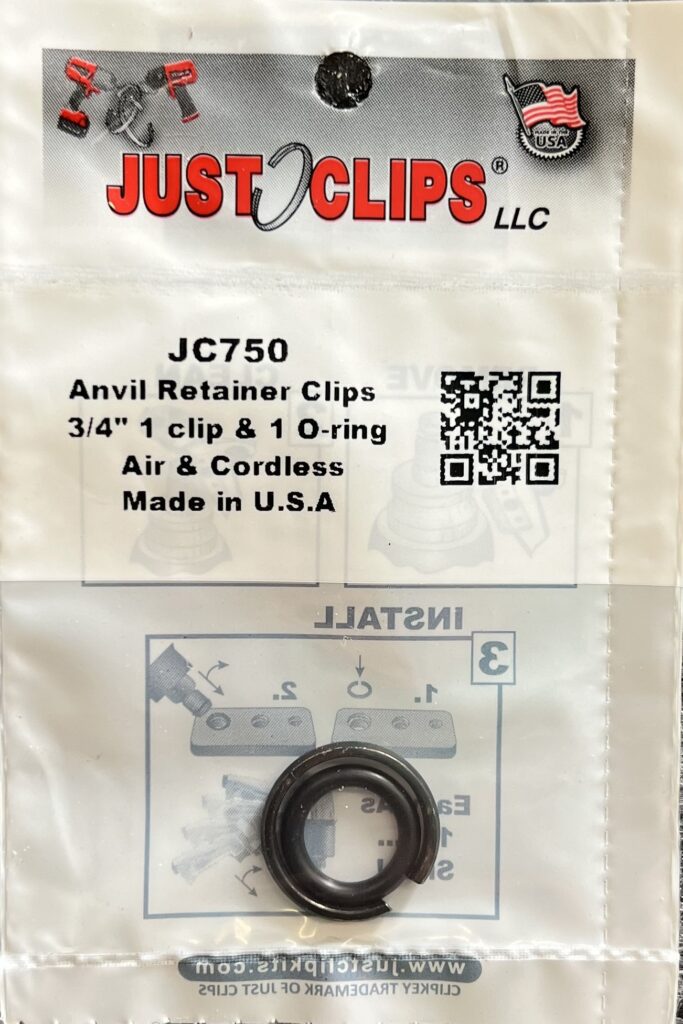 MADE IN THE
USA
JUST CLIPS®
LLC
JC750
Anvil Retainer Clips
3/4" 1 clip & 1 O-ring
Air & Cordless
Made in U.S.A
CLEAN
INSTALL
3
1.
2.
www.justclipkits.com
CLIPKEY TRADEMARK OF JUST CLIPS